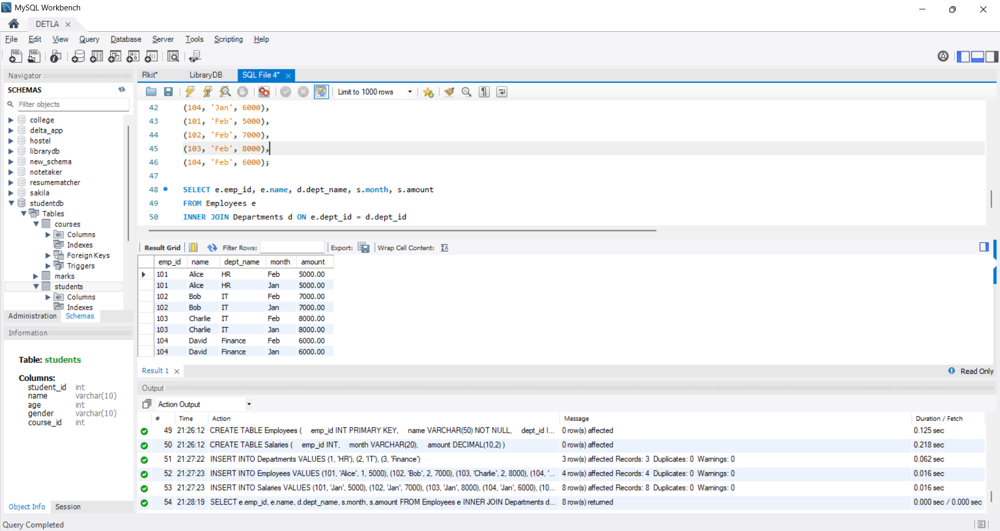 MySQL Workbench
DETLA
File Edit View Query Database Server Tools Scripting Help
Navigator
SCHEMAS
Filter objects
college
delta_app
hostel
librarydb
new_schema
notetaker
resumematcher
sakila
studentdb
Tables
courses
Columns
Indexes
Foreign Keys
Triggers
marks
students
Columns
Indexes
Administration Schemas
Information
Table: students
Columns:
student_id int
name varchar(10)
age int
gender varchar(10)
course_id int
Object Info Session
Rkit* LibraryDB SQL File 4*
Limit to 1000 rows
42 (104, 'Jan', 6000),
43 (101, 'Feb', 5000),
44 (102, 'Feb', 7000),
45 (103, 'Feb', 8000),
46 (104, 'Feb', 6000);
47
48 SELECT e.emp_id, e.name, d.dept_name, s.month, s.amount
49 FROM Employees e
50 INNER JOIN Departments d ON e.dept_id = d.dept_id
Result Grid Filter Rows: Export: Wrap Cell Content:
emp_id name dept_name month amount
101 Alice HR Feb 5000.00
101 Alice HR Jan 5000.00
102 Bob IT Feb 7000.00
102 Bob IT Jan 7000.00
103 Charlie IT Feb 8000.00
103 Charlie IT Jan 8000.00
104 David Finance Feb 6000.00
104 David Finance Jan 6000.00
Result 1 Read Only
Output
Action Output
# Time Action Message Duration / Fetch
49 21:26:12 CREATE TABLE Employees ( emp_id INT PRIMARY KEY, name VARCHAR(50) NOT NULL, dept_id I... 0 row(s) affected 0.125 sec
50 21:26:12 CREATE TABLE Salaries ( emp_id INT, month VARCHAR(20), amount DECIMAL(10,2) ) 0 row(s) affected 0.218 sec
51 21:27:22 INSERT INTO Departments VALUES (1, 'HR'), (2, 'IT'), (3, 'Finance') 3 row(s) affected Records: 3 Duplicates: 0 Warnings: 0 0.062 sec
52 21:27:23 INSERT INTO Employees VALUES (101, 'Alice', 1, 5000), (102, 'Bob', 2, 7000), (103, 'Charlie', 2, 8000), (104, '... 4 row(s) affected Records: 4 Duplicates: 0 Warnings: 0 0.016 sec
53 21:27:23 INSERT INTO Salaries VALUES (101, 'Jan', 5000), (102, 'Jan', 7000), (103, 'Jan', 8000), (104, 'Jan', 6000), (10... 8 row(s) affected Records: 8 Duplicates: 0 Warnings: 0 0.016 sec
54 21:28:19 SELECT e.emp_id, e.name, d.dept_name, s.month, s.amount FROM Employees e INNER JOIN Departments d... 8 row(s) returned 0.000 sec / 0.000 sec
Query Completed